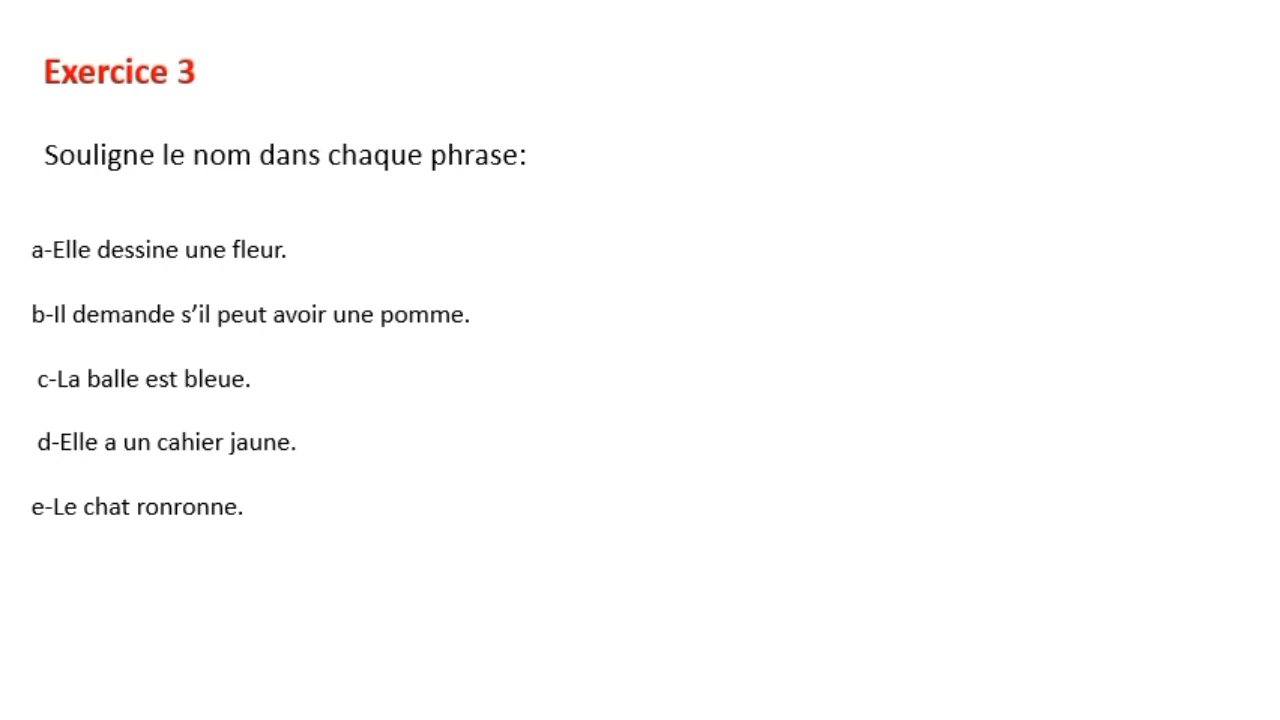 Exercice 3
Souligne le nom dans chaque phrase:
a-Elle dessine une fleur.
b-Il demande s’il peut avoir une pomme.
c-La balle est bleue.
d-Elle a un cahier jaune.
e-Le chat ronronne.